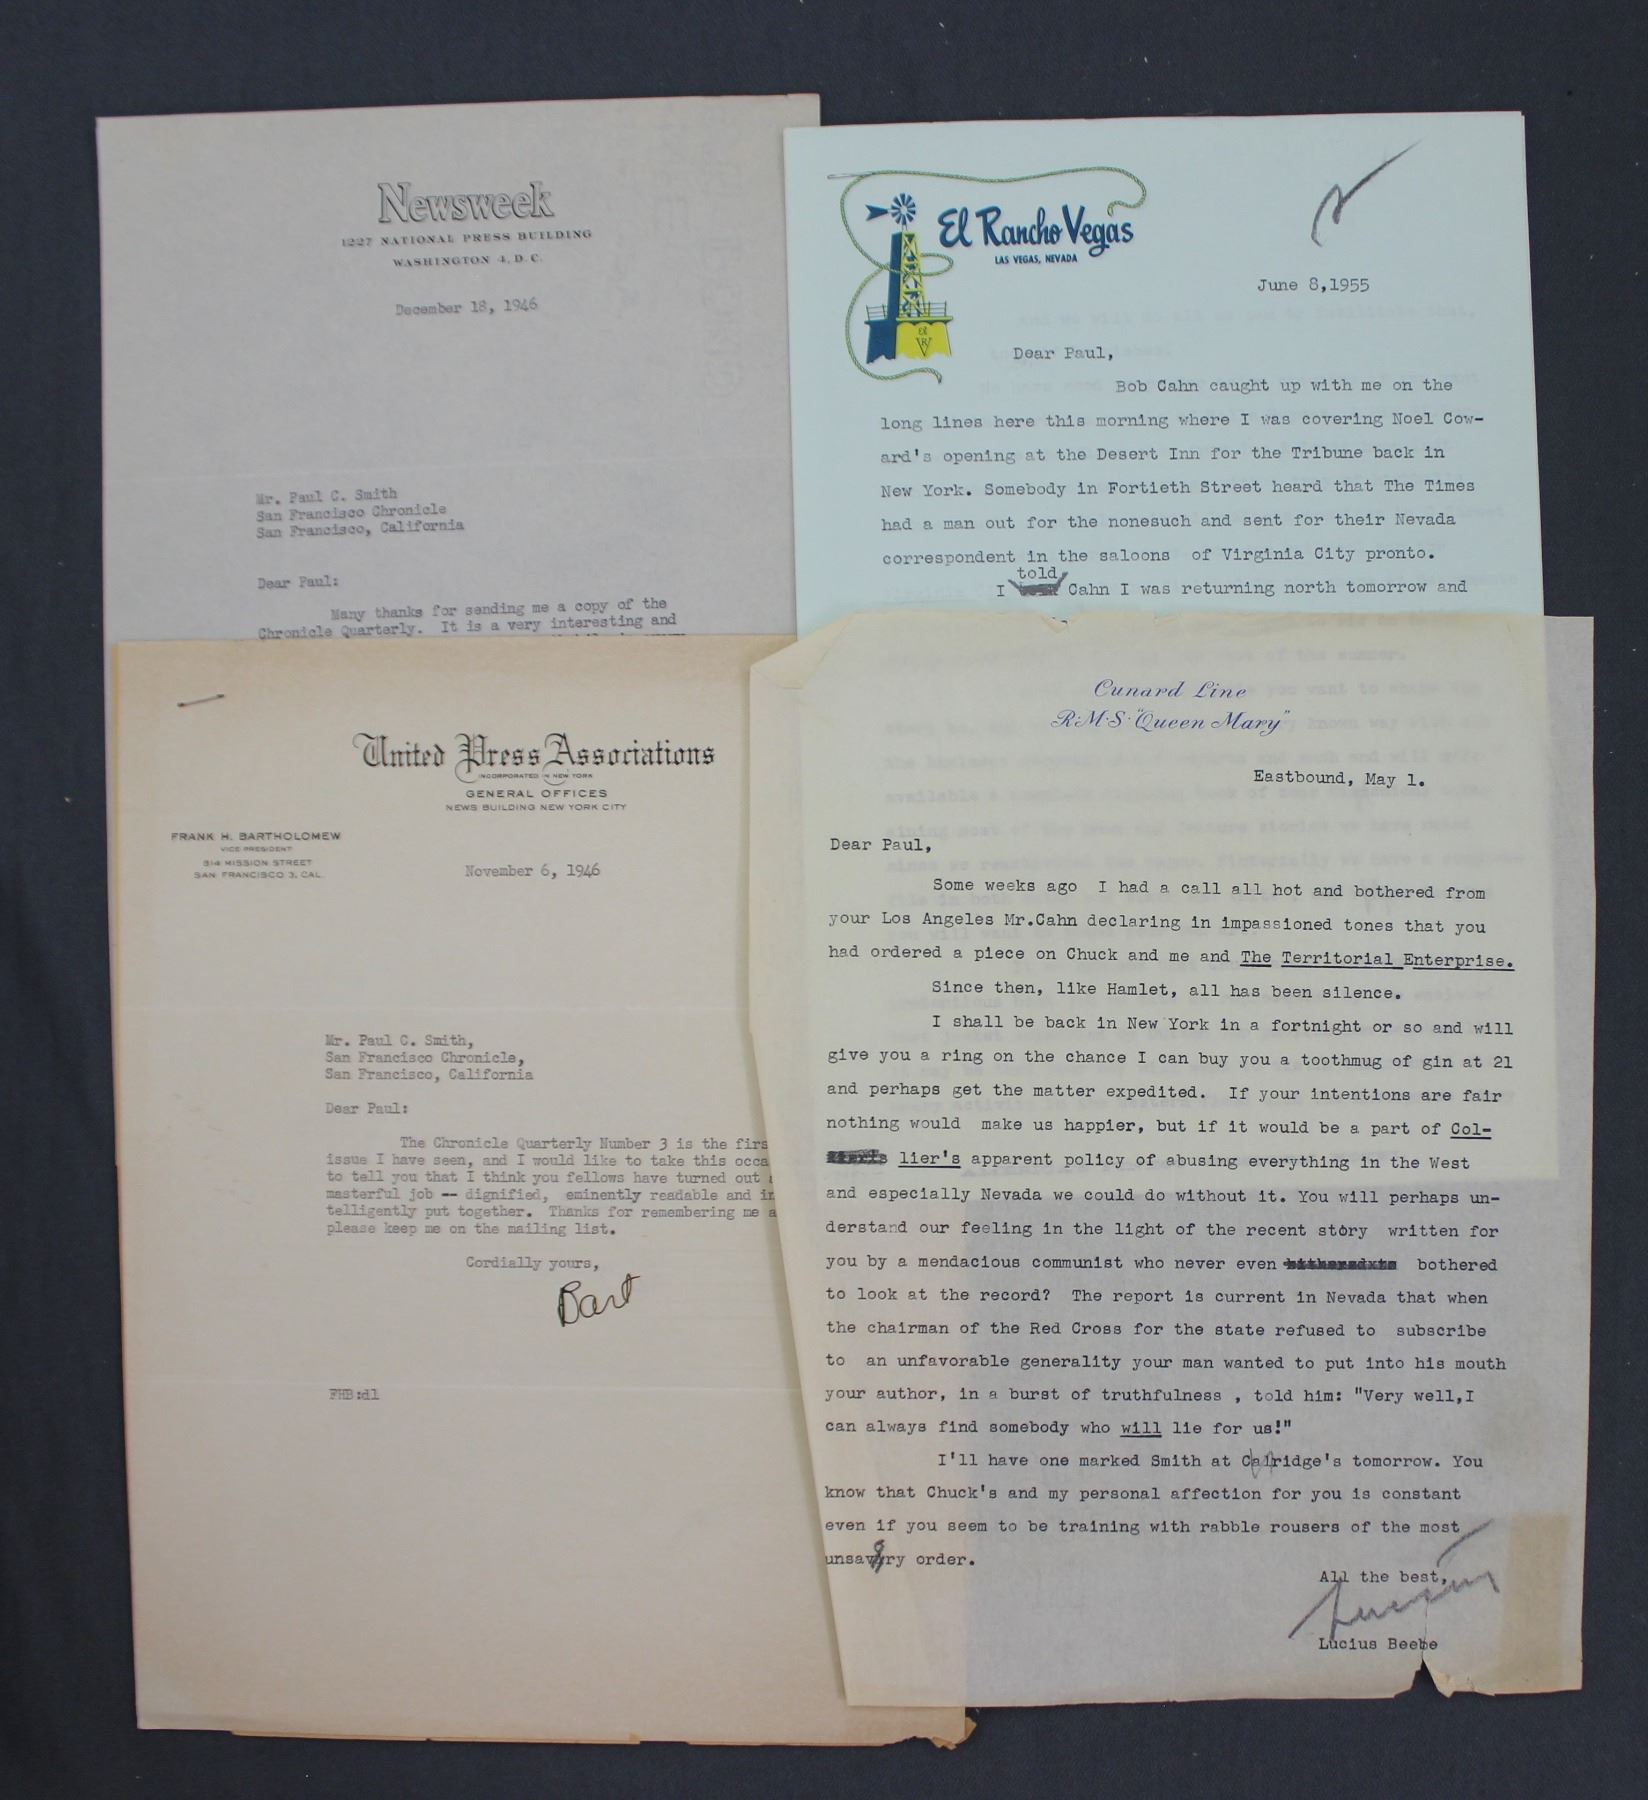 Newsweek
1227 NATIONAL PRESS BUILDING
WASHINGTON 4, D. C.
December 18, 1946
Mr. Paul C. Smith
San Francisco Chronicle
San Francisco, California
Dear Paul:
Many thanks for sending me a copy of the
Chronicle Quarterly. It is a very interesting and
El Rancho Vegas
LAS VEGAS, NEVADA
El
R
V
June 8,1955
Dear Paul,
Bob Cahn caught up with me on the
long lines here this morning where I was covering Noel Cow-
ard's opening at the Desert Inn for the Tribune back in
New York. Somebody in Fortieth Street heard that The Times
had a man out for the nonesuch and sent for their Nevada
correspondent in the saloons of Virginia City pronto.
I told Cahn I was returning north tomorrow and
United Press Associations
INCORPORATED IN NEW YORK
GENERAL OFFICES
NEWS BUILDING NEW YORK CITY
FRANK H. BARTHOLOMEW
VICE PRESIDENT
814 MISSION STREET
SAN FRANCISCO 3, CAL.
November 6, 1946
Mr. Paul C. Smith,
San Francisco Chronicle,
San Francisco, California
Dear Paul:
The Chronicle Quarterly Number 3 is the firs
issue I have seen, and I would like to take this occa
to tell you that I think you fellows have turned out
masterful job -- dignified, eminently readable and in
telligently put together. Thanks for remembering me a
please keep me on the mailing list.
Cordially yours,
Bart
FHB:dl
Cunard Line
R.M.S. "Queen Mary"
Eastbound, May 1.
Dear Paul,
Some weeks ago I had a call all hot and bothered from
your Los Angeles Mr.Cahn declaring in impassioned tones that you
had ordered a piece on Chuck and me and The Territorial Enterprise.
Since then, like Hamlet, all has been silence.
I shall be back in New York in a fortnight or so and will
give you a ring on the chance I can buy you a toothmug of gin at 21
and perhaps get the matter expedited. If your intentions are fair
nothing would make us happier, but if it would be a part of Col-
lier's apparent policy of abusing everything in the West
and especially Nevada we could do without it. You will perhaps un-
derstand our feeling in the light of the recent story written for
you by a mendacious communist who never even bothered
to look at the record? The report is current in Nevada that when
the chairman of the Red Cross for the state refused to subscribe
to an unfavorable generality your man wanted to put into his mouth
your author, in a burst of truthfulness , told him: "Very well,I
can always find somebody who will lie for us!"
I'll have one marked Smith at Calridge's tomorrow. You
know that Chuck's and my personal affection for you is constant
even if you seem to be training with rabble rousers of the most
unsavory order.
All the best,
Lucius
Lucius Beebe